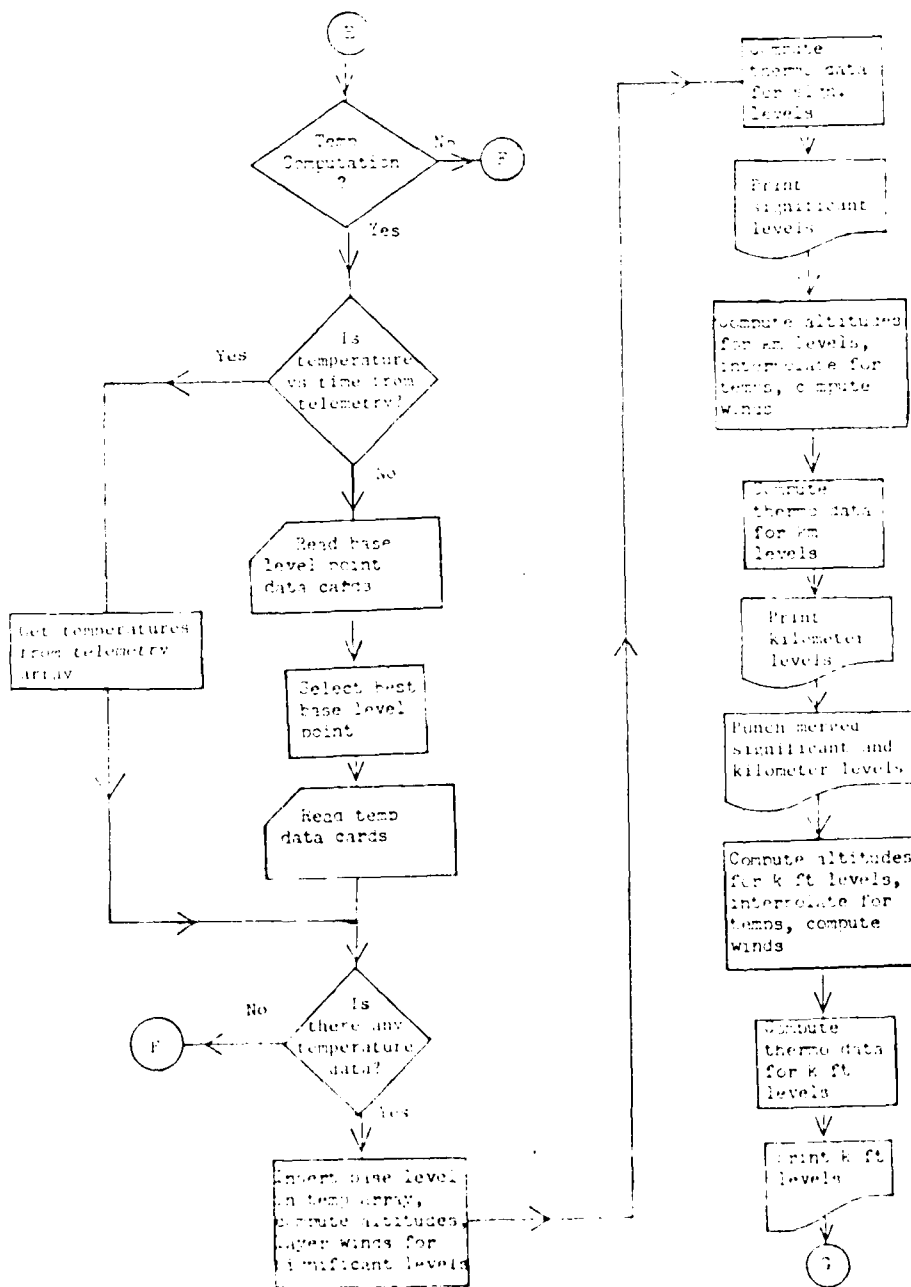 Temp
Computation
?
No
F
Yes
Is
temperature
vs time from
telemetry?
Yes
No
Read base
level point
data cards
Get temperatures
from telemetry
array
Select best
base level
point
Read temp
data cards
Is
there any
temperature
data?
No
F
Yes
Insert base level
in temp array,
compute altitudes,
layer winds for
significant levels
Compute
thermo data
for sign.
levels
Print
significant
levels
Compute altitudes
for km levels,
interpolate for
temps, compute
winds
Compute
thermo data
for km
levels
Print
kilometer
levels
Punch merged
significant and
kilometer levels
Compute altitudes
for k ft levels,
interpolate for
temps, compute
winds
Compute
thermo data
for k ft
levels
Print k ft
levels
G